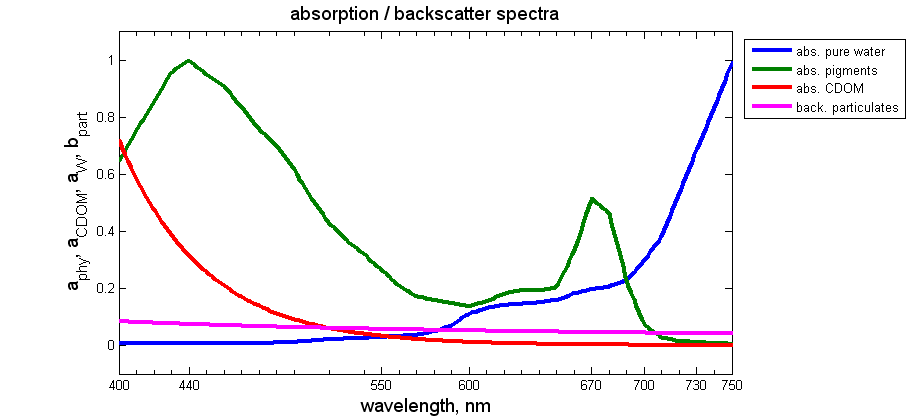 absorption / backscatter spectra
abs. pure water
abs. pigments
abs. CDOM
back. particulates
a_phy, a_CDOM, a_W, b_part
1
0.8
0.6
0.4
0.2
0
400 440 550 600 670 700 730 750
wavelength, nm